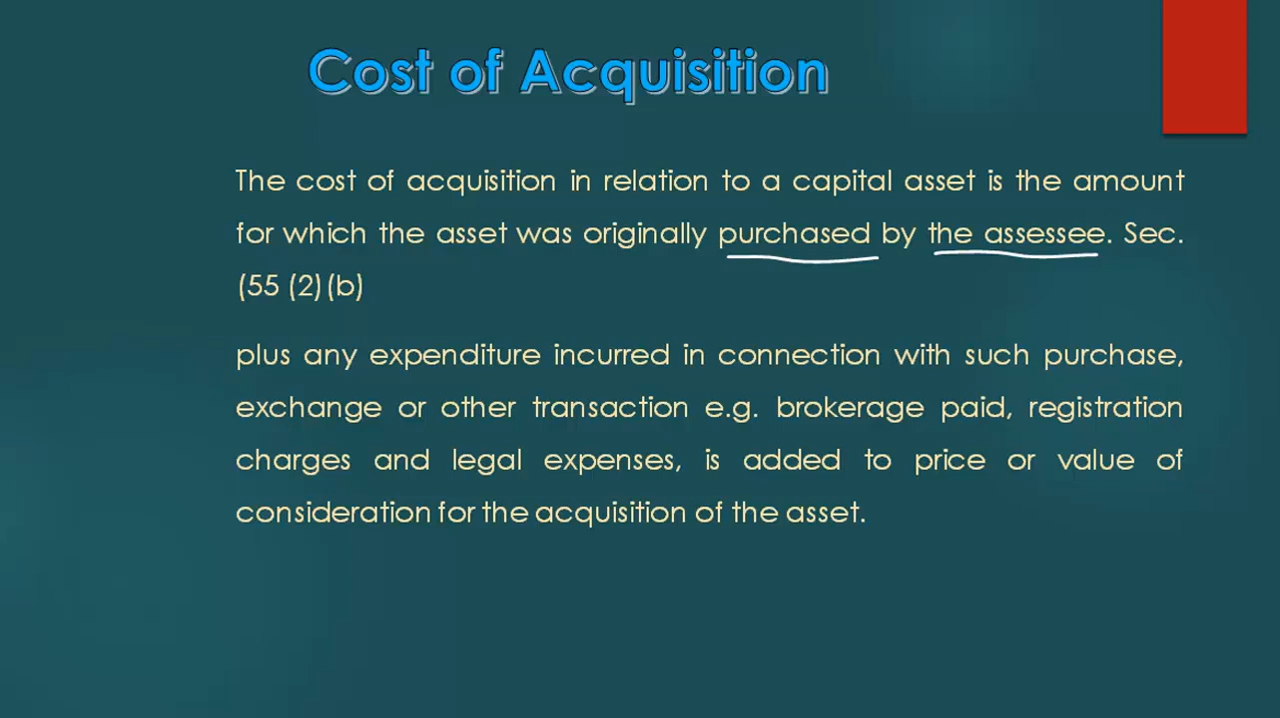 Cost of Acquisition
The cost of acquisition in relation to a capital asset is the amount
for which the asset was originally purchased by the assessee. Sec.
(55 (2)(b)
plus any expenditure incurred in connection with such purchase,
exchange or other transaction e.g. brokerage paid, registration
charges and legal expenses, is added to price or value of
consideration for the acquisition of the asset.